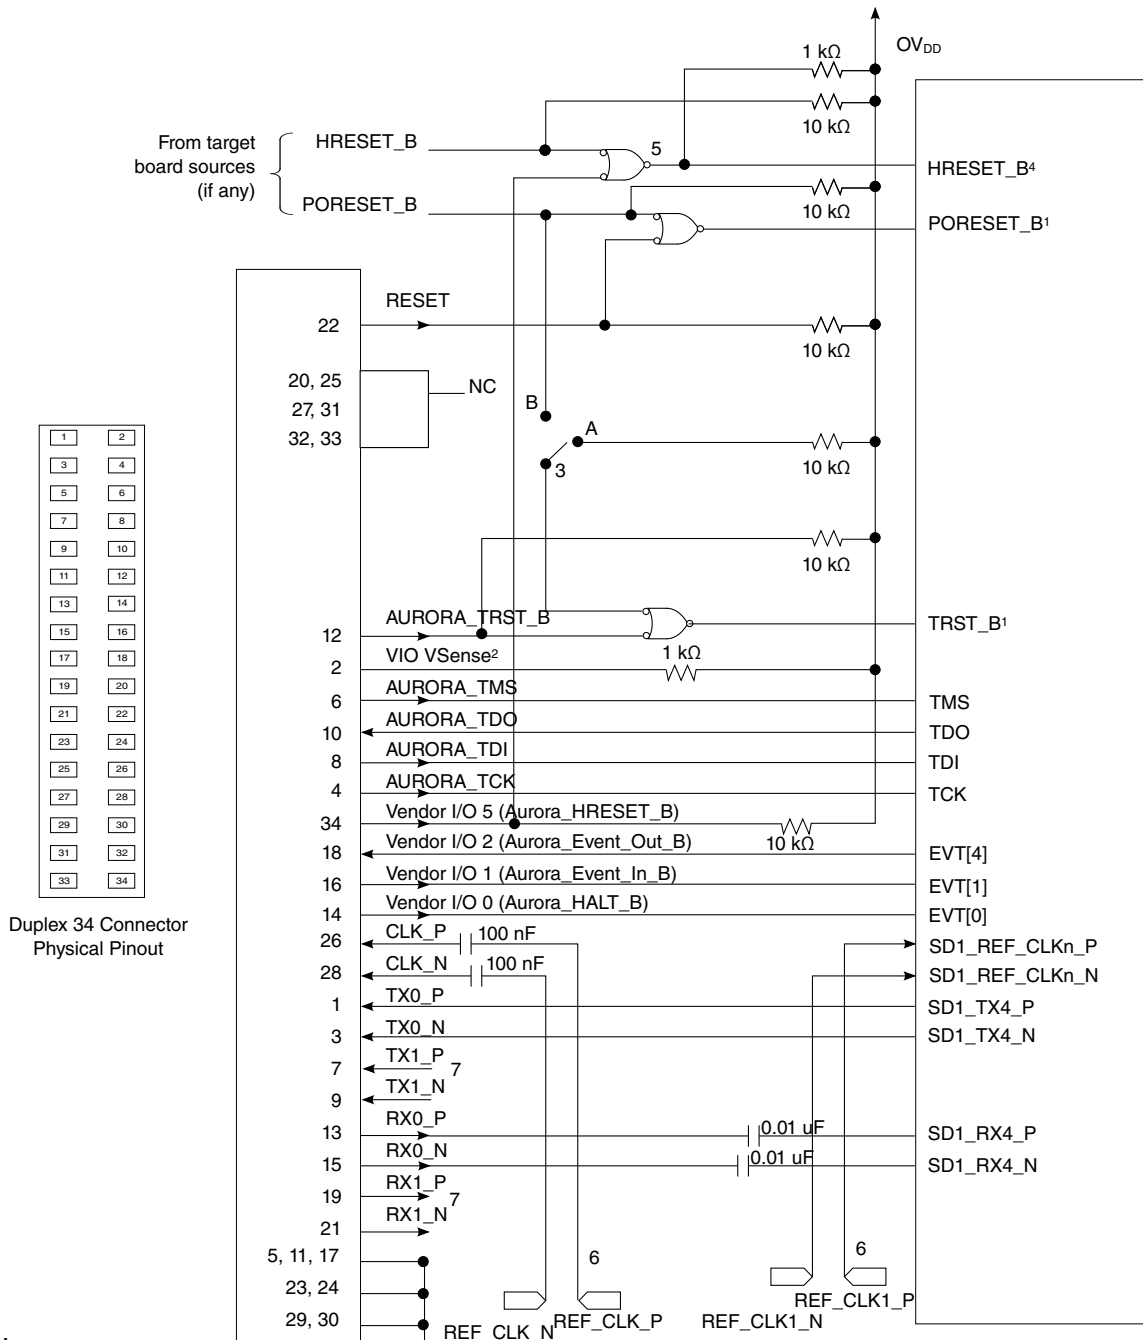 OVDD
1 kΩ
10 kΩ
From target
board sources
(if any)
HRESET_B
5
HRESET_B4
PORESET_B
10 kΩ
PORESET_B1
RESET
22
10 kΩ
20, 25
27, 31
32, 33
NC
B
A
3
10 kΩ
10 kΩ
1 2
3 4
5 6
7 8
9 10
11 12
13 14
15 16
17 18
19 20
21 22
23 24
25 26
27 28
29 30
31 32
33 34
Duplex 34 Connector
Physical Pinout
12 AURORA_TRST_B TRST_B1
2 VIO VSense2 1 kΩ
6 AURORA_TMS TMS
10 AURORA_TDO TDO
8 AURORA_TDI TDI
4 AURORA_TCK TCK
34 Vendor I/O 5 (Aurora_HRESET_B) 10 kΩ
18 Vendor I/O 2 (Aurora_Event_Out_B) EVT[4]
16 Vendor I/O 1 (Aurora_Event_In_B) EVT[1]
14 Vendor I/O 0 (Aurora_HALT_B) EVT[0]
26 CLK_P 100 nF SD1_REF_CLKn_P
28 CLK_N 100 nF SD1_REF_CLKn_N
1 TX0_P SD1_TX4_P
3 TX0_N SD1_TX4_N
7 TX1_P 7
9 TX1_N
13 RX0_P 0.01 uF SD1_RX4_P
15 RX0_N 0.01 uF SD1_RX4_N
19 RX1_P 7
21 RX1_N
5, 11, 17
23, 24
29, 30
6
6
REF_CLK_N
REF_CLK_P
REF_CLK1_N
REF_CLK1_P